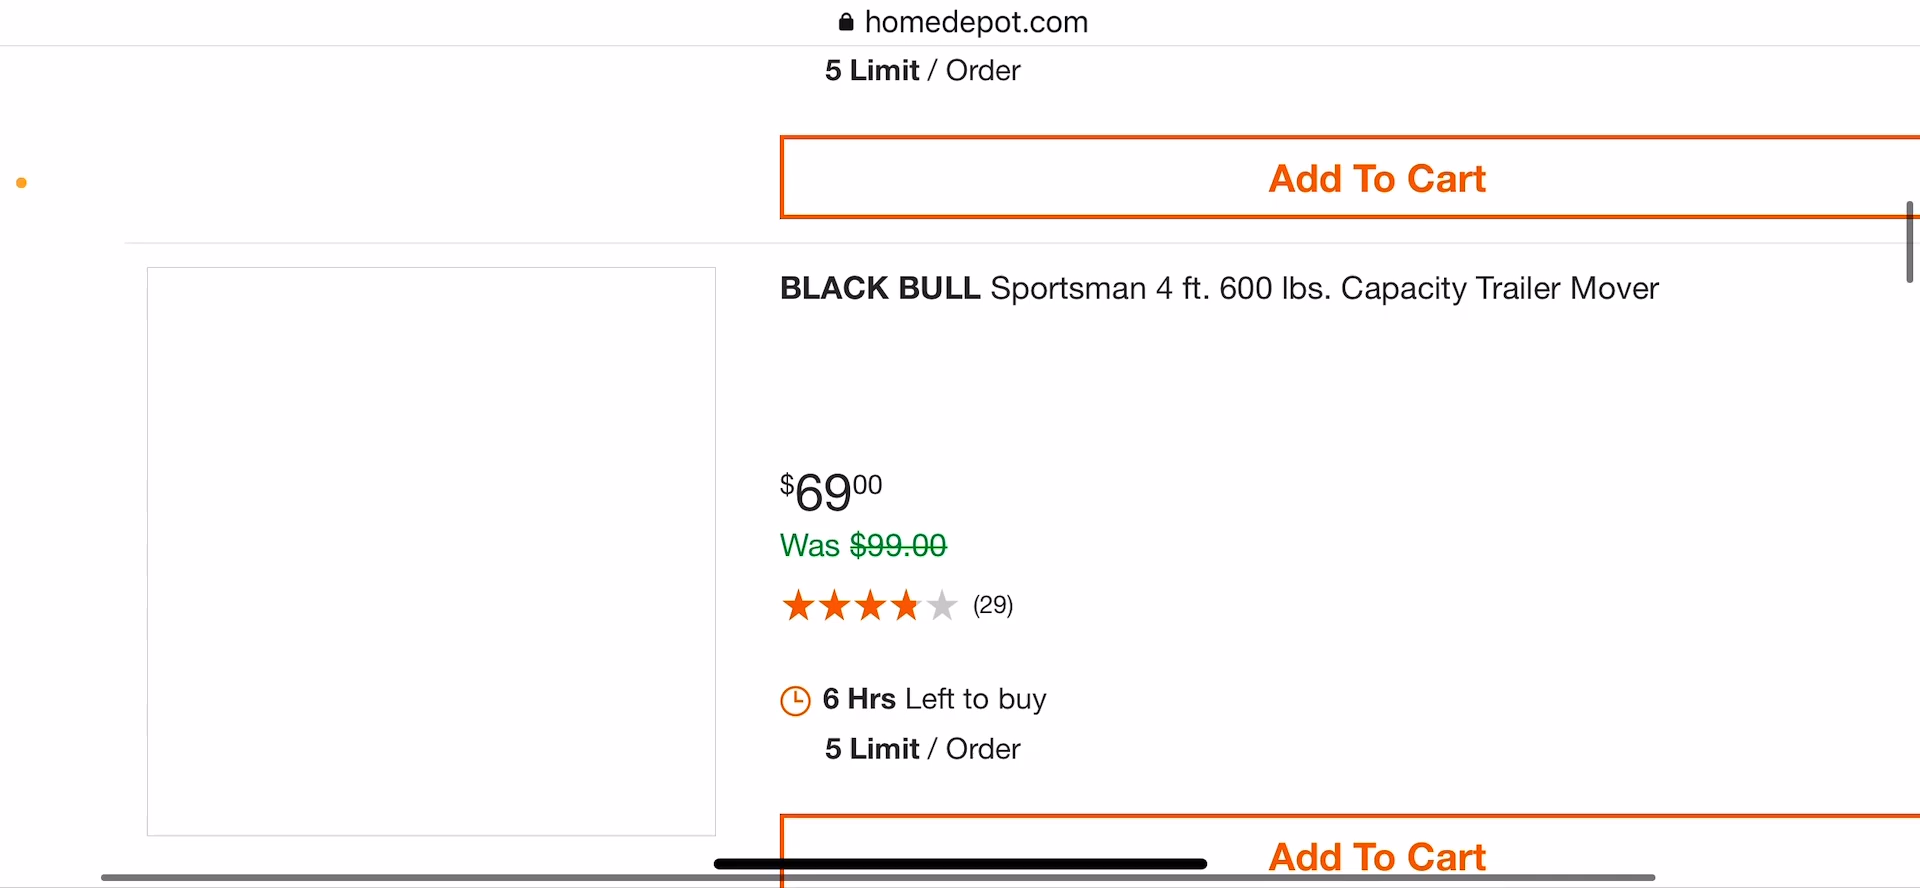 homedepot.com
5 Limit / Order
Add To Cart
BLACK BULL Sportsman 4 ft. 600 lbs. Capacity Trailer Mover
$6900
Was $99.00
(29)
6 Hrs Left to buy
5 Limit / Order
Add To Cart